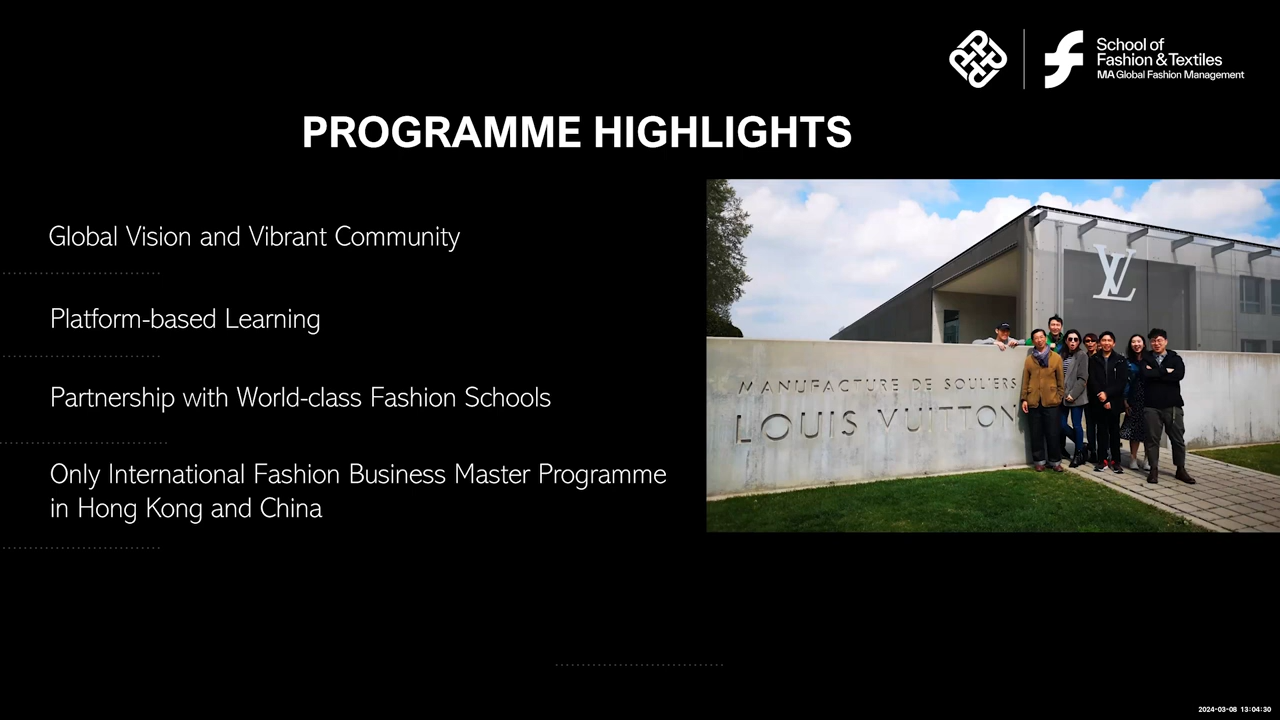 School of
Fashion & Textiles
MA Global Fashion Management
PROGRAMME HIGHLIGHTS
Global Vision and Vibrant Community
Platform-based Learning
Partnership with World-class Fashion Schools
Only International Fashion Business Master Programme
in Hong Kong and China
LV
MANUFACTURE DE SOULIERS
LOUIS VUITTON
2024-03-08 13:04:30